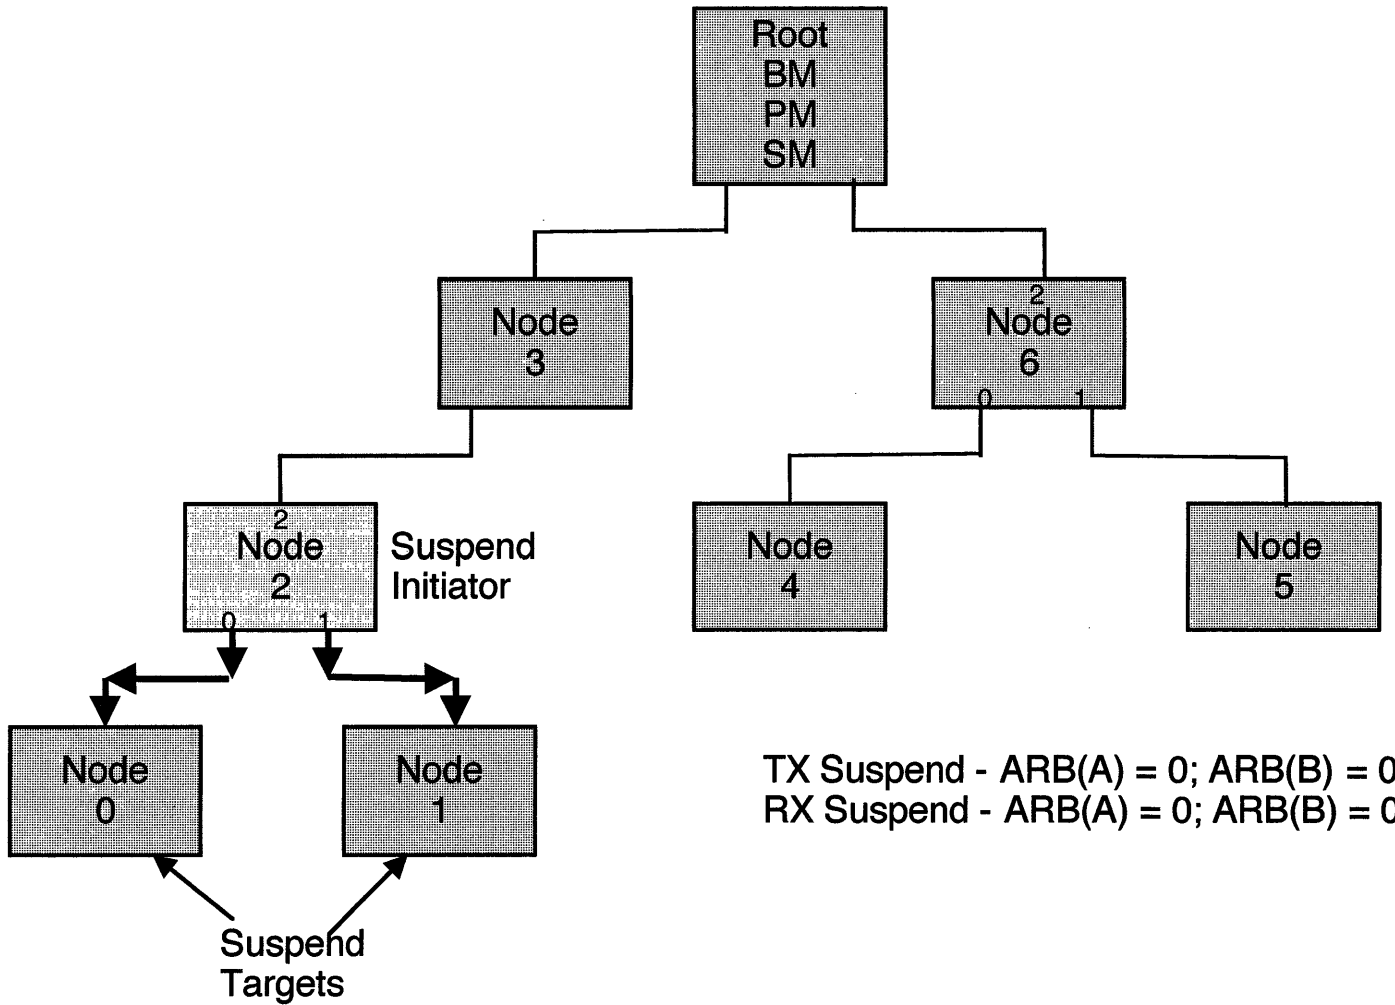 Root
BM
PM
SM
Node
3
2
Node
6
0 1
2
Node
2
0 1
Suspend
Initiator
Node
4
Node
5
Node
0
Node
1
TX Suspend - ARB(A) = 0; ARB(B) = 0
RX Suspend - ARB(A) = 0; ARB(B) = 0
Suspend
Targets